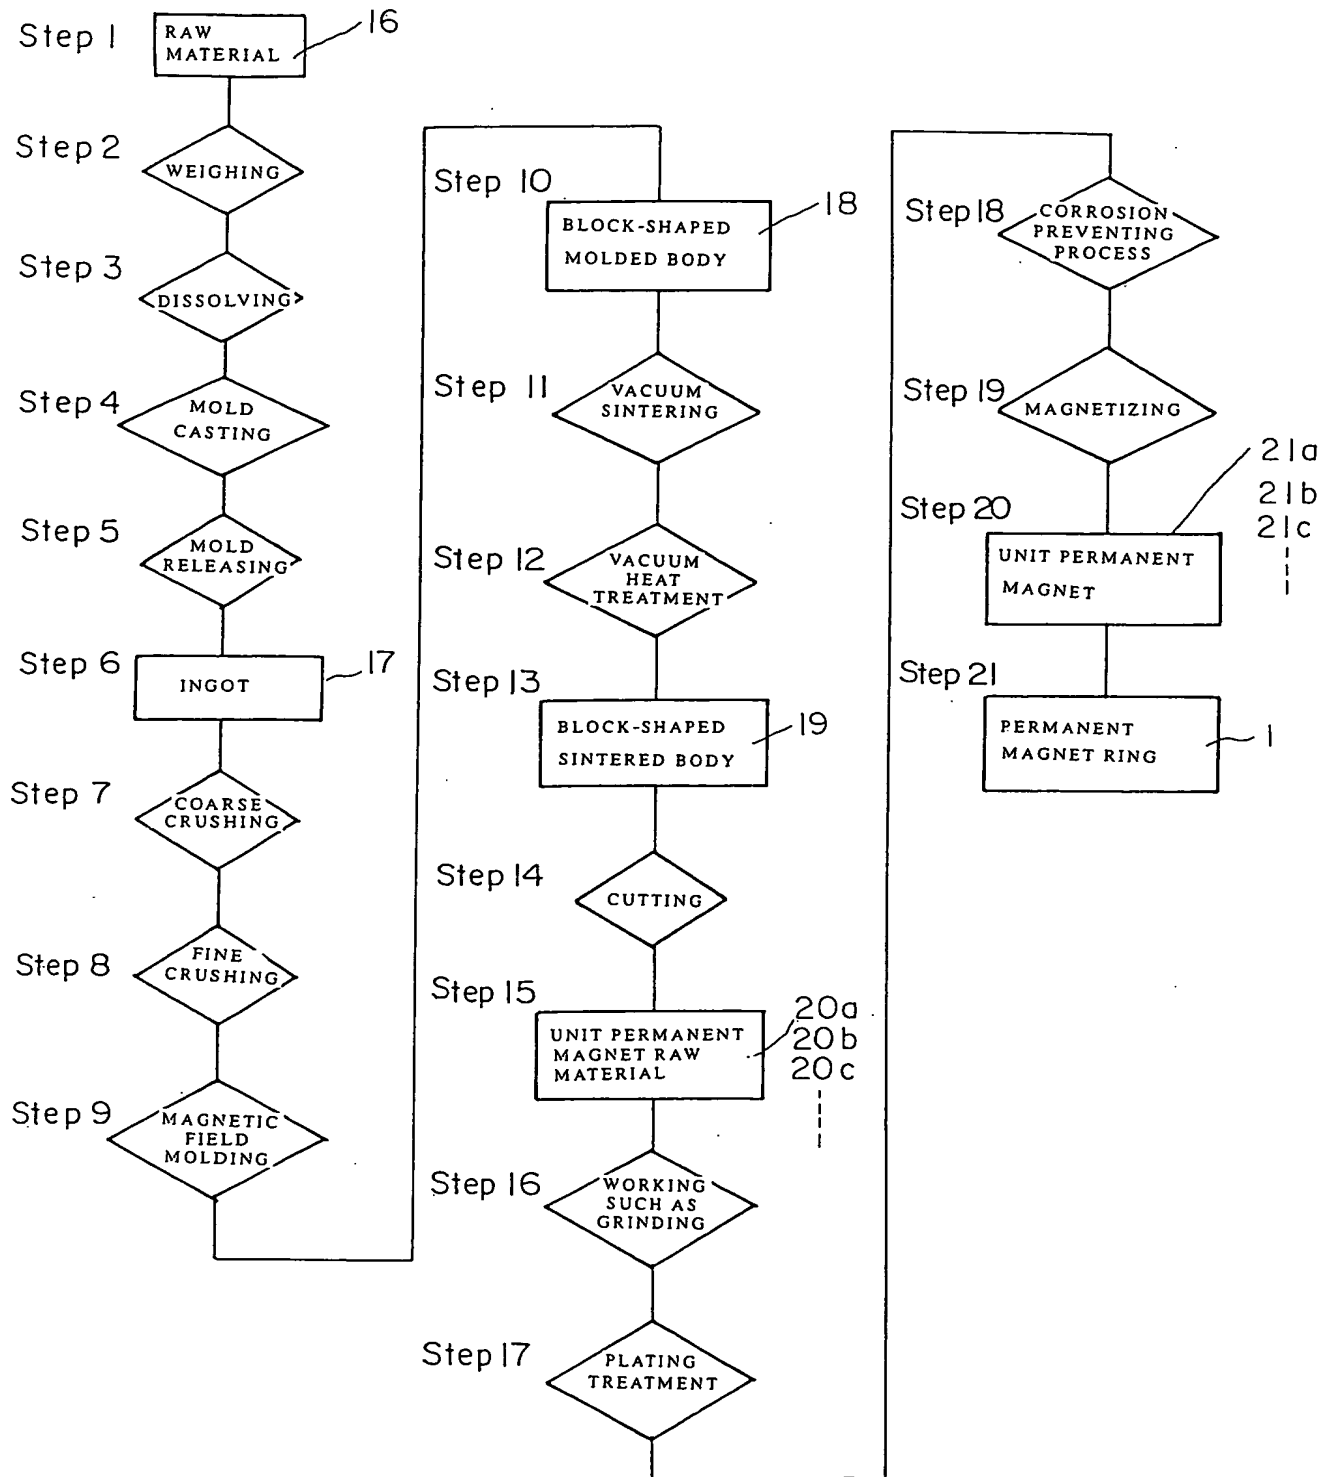 Step 1
RAW
MATERIAL
16
Step 2
WEIGHING
Step 3
DISSOLVING
Step 4
MOLD
CASTING
Step 5
MOLD
RELEASING
Step 6
INGOT
17
Step 7
COARSE
CRUSHING
Step 8
FINE
CRUSHING
Step 9
MAGNETIC
FIELD
MOLDING
Step 10
BLOCK-SHAPED
MOLDED BODY
18
Step 11
VACUUM
SINTERING
Step 12
VACUUM
HEAT
TREATMENT
Step 13
BLOCK-SHAPED
SINTERED BODY
19
Step 14
CUTTING
Step 15
UNIT PERMANENT
MAGNET RAW
MATERIAL
20a
20b
20c
Step 16
WORKING
SUCH AS
GRINDING
Step 17
PLATING
TREATMENT
Step 18
CORROSION
PREVENTING
PROCESS
Step 19
MAGNETIZING
Step 20
UNIT PERMANENT
MAGNET
21a
21b
21c
Step 21
PERMANENT
MAGNET RING
1